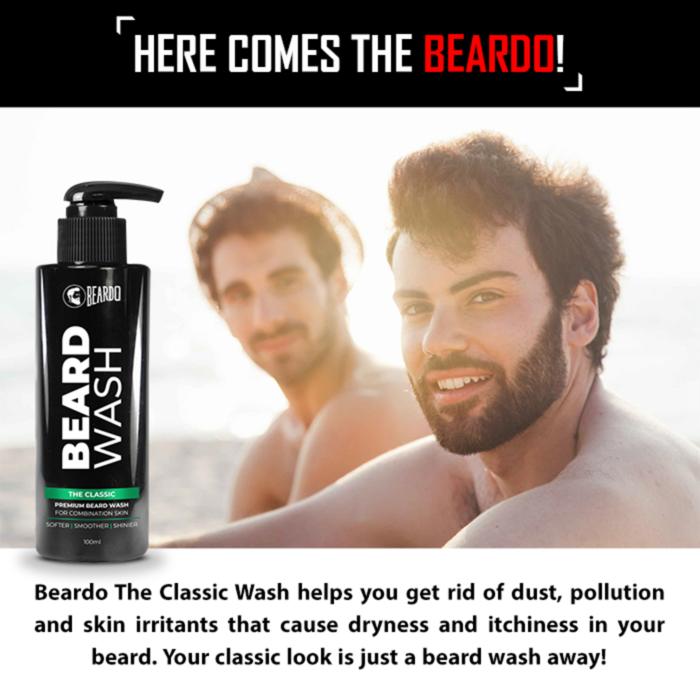 HERE COMES THE BEARDO!
BEARDO
BEARD
WASH
THE CLASSIC
PREMIUM BEARD WASH
FOR COMBINATION SKIN
SOFTER | SMOOTHER | SHINIER
100ml
Beardo The Classic Wash helps you get rid of dust, pollution
and skin irritants that cause dryness and itchiness in your
beard. Your classic look is just a beard wash away!